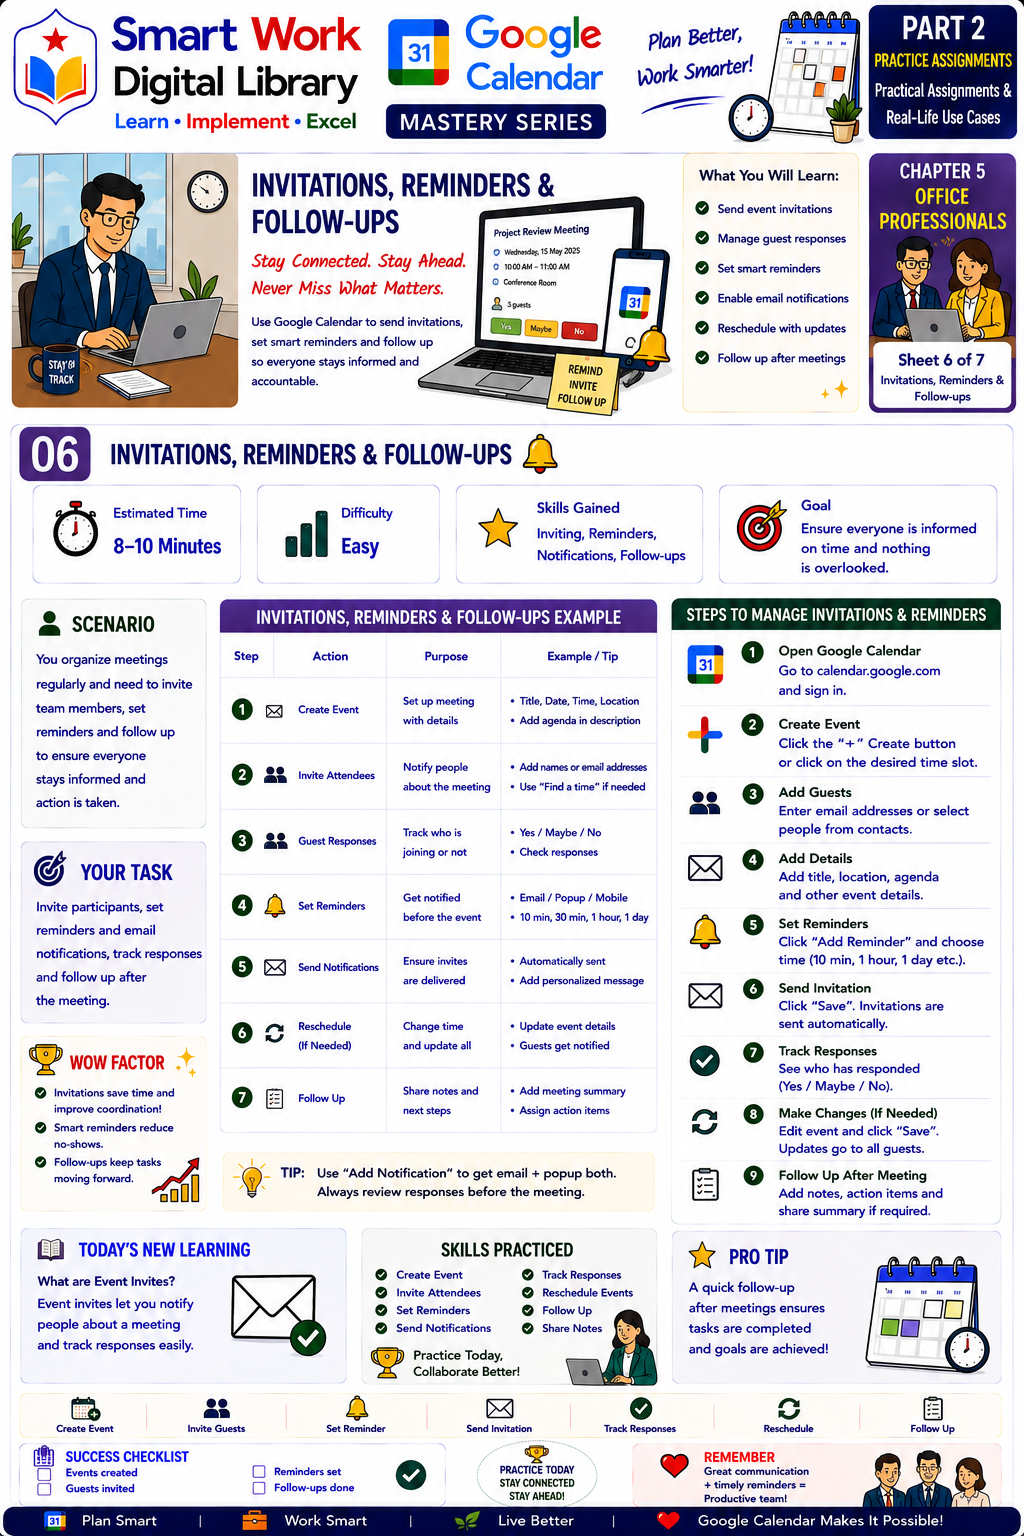 Smart Work
Digital Library
Learn • Implement • Excel
31
Google
Calendar
MASTERY SERIES
Plan Better,
Work Smarter!
PART 2
PRACTICE ASSIGNMENTS
Practical Assignments &
Real-Life Use Cases
STAY ON
TRACK
INVITATIONS, REMINDERS &
FOLLOW-UPS
Stay Connected. Stay Ahead.
Never Miss What Matters.
Use Google Calendar to send invitations,
set smart reminders and follow up
so everyone stays informed and
accountable.
Project Review Meeting
Wednesday, 15 May 2025
10:00 AM – 11:00 AM
Conference Room
3 guests
Yes
Maybe
No
31
REMIND
INVITE
FOLLOW UP
What You Will Learn:
Send event invitations
Manage guest responses
Set smart reminders
Enable email notifications
Reschedule with updates
Follow up after meetings
CHAPTER 5
OFFICE
PROFESSIONALS
Sheet 6 of 7
Invitations, Reminders &
Follow-ups
06
INVITATIONS, REMINDERS & FOLLOW-UPS
Estimated Time
8–10 Minutes
Difficulty
Easy
Skills Gained
Inviting, Reminders,
Notifications, Follow-ups
Goal
Ensure everyone is informed
on time and nothing
is overlooked.
SCENARIO
You organize meetings
regularly and need to invite
team members, set
reminders and follow up
to ensure everyone
stays informed and
action is taken.
YOUR TASK
Invite participants, set
reminders and email
notifications, track responses
and follow up after
the meeting.
WOW FACTOR
Invitations save time and
improve coordination!
Smart reminders reduce
no-shows.
Follow-ups keep tasks
moving forward.
INVITATIONS, REMINDERS & FOLLOW-UPS EXAMPLE
Step Action Purpose Example / Tip
1 Create Event
Set up meeting
with details
• Title, Date, Time, Location
• Add agenda in description
2 Invite Attendees
Notify people
about the meeting
• Add names or email addresses
• Use "Find a time" if needed
3 Guest Responses
Track who is
joining or not
• Yes / Maybe / No
• Check responses
4 Set Reminders
Get notified
before the event
• Email / Popup / Mobile
• 10 min, 30 min, 1 hour, 1 day
5 Send Notifications
Ensure invites
are delivered
• Automatically sent
• Add personalized message
6 Reschedule
(If Needed)
Change time
and update all
• Update event details
• Guests get notified
7 Follow Up
Share notes and
next steps
• Add meeting summary
• Assign action items
TIP: Use "Add Notification" to get email + popup both.
Always review responses before the meeting.
STEPS TO MANAGE INVITATIONS & REMINDERS
31
1 Open Google Calendar
Go to calendar.google.com
and sign in.
2 Create Event
Click the "+" Create button
or click on the desired time slot.
3 Add Guests
Enter email addresses or select
people from contacts.
4 Add Details
Add title, location, agenda
and other event details.
5 Set Reminders
Click "Add Reminder" and choose
time (10 min, 1 hour, 1 day etc.).
6 Send Invitation
Click "Save". Invitations are
sent automatically.
7 Track Responses
See who has responded
(Yes / Maybe / No).
8 Make Changes (If Needed)
Edit event and click "Save".
Updates go to all guests.
9 Follow Up After Meeting
Add notes, action items and
share summary if required.
TODAY'S NEW LEARNING
What are Event Invites?
Event invites let you notify
people about a meeting
and track responses easily.
SKILLS PRACTICED
Create Event
Invite Attendees
Set Reminders
Send Notifications
Track Responses
Reschedule Events
Follow Up
Share Notes
Practice Today,
Collaborate Better!
PRO TIP
A quick follow-up
after meetings ensures
tasks are completed
and goals are achieved!
Create Event
Invite Guests
Set Reminder
Send Invitation
Track Responses
Reschedule
Follow Up
SUCCESS CHECKLIST
Events created
Guests invited
Reminders set
Follow-ups done
PRACTICE TODAY
STAY CONNECTED
STAY AHEAD!
REMEMBER
Great communication
+ timely reminders =
Productive team!
31 Plan Smart | Work Smart | Live Better | Google Calendar Makes It Possible!